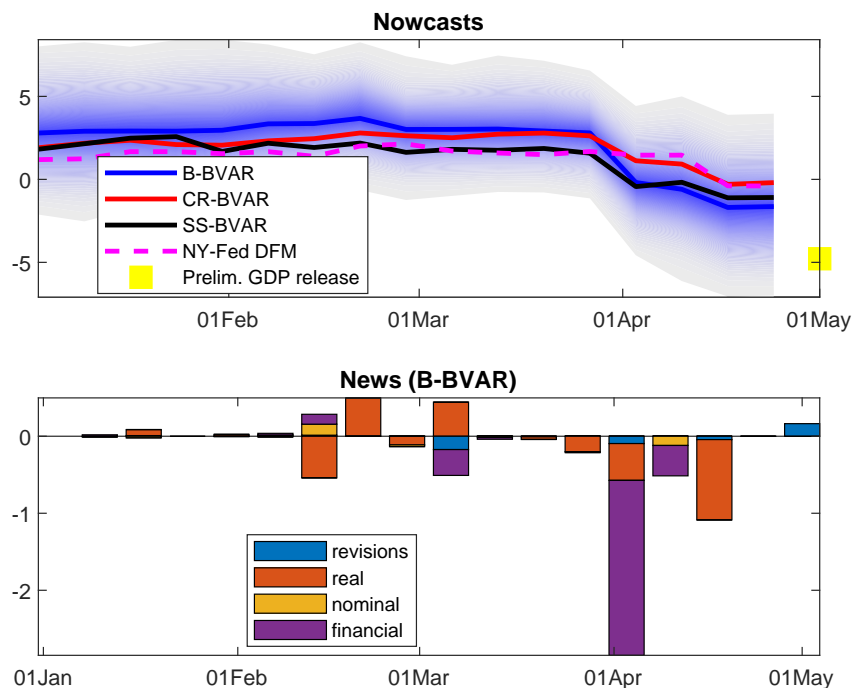 Nowcasts
5
0
-5
B-BVAR
CR-BVAR
SS-BVAR
NY-Fed DFM
Prelim. GDP release
01Feb 01Mar 01Apr 01May
News (B-BVAR)
0
-1
-2
revisions
real
nominal
financial
01Jan 01Feb 01Mar 01Apr 01May